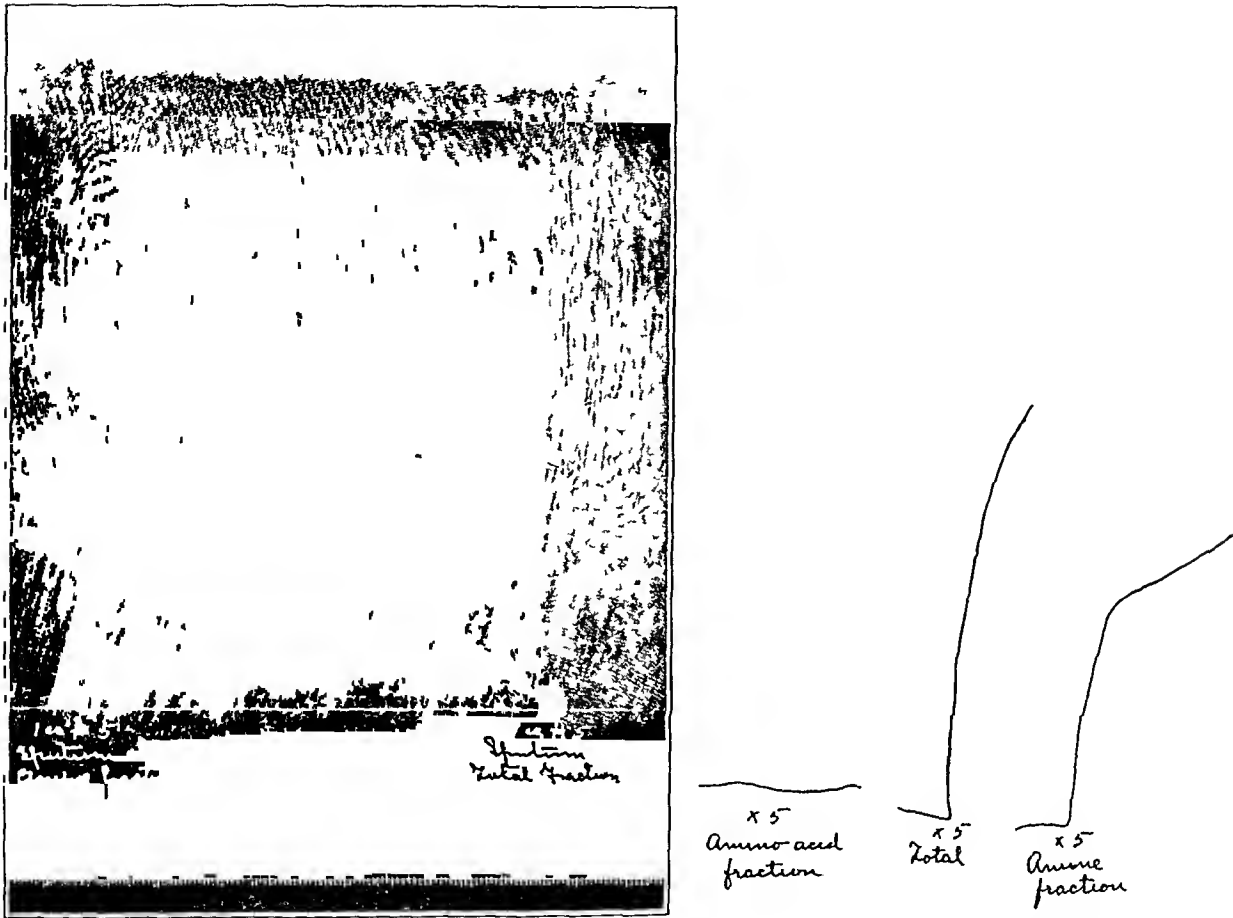 Sputum
Total Fraction
x 5
Amino-acid
fraction
x 5
Total
x 5
Amine
fraction